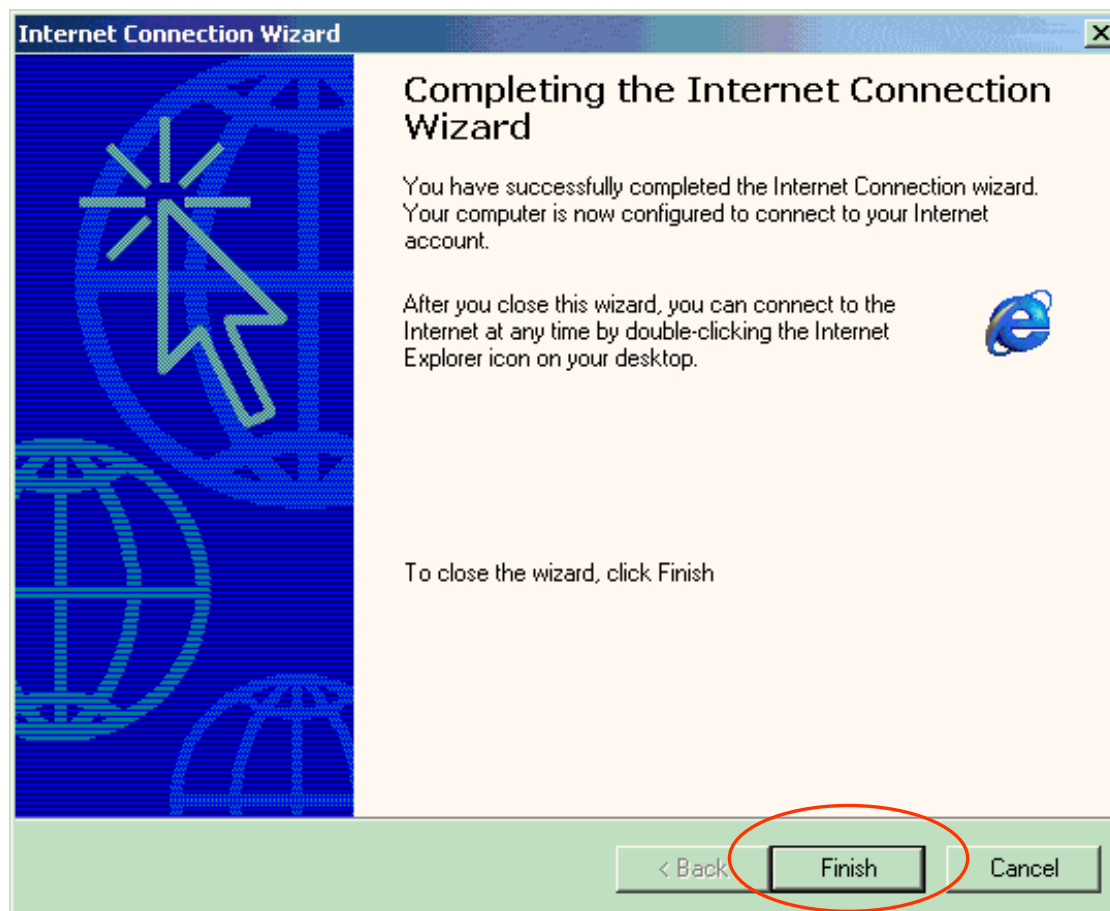 Internet Connection Wizard
Completing the Internet Connection
Wizard
You have successfully completed the Internet Connection wizard.
Your computer is now configured to connect to your Internet
account.
After you close this wizard, you can connect to the
Internet at any time by double-clicking the Internet
Explorer icon on your desktop.
To close the wizard, click Finish
< Back
Finish
Cancel